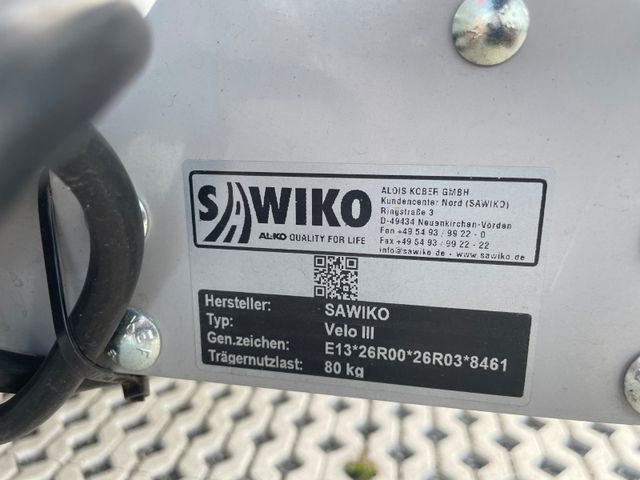 SAWIKO
AL-KO QUALITY FOR LIFE
ALOIS KOBER GMBH
Kundencenter Nord (SAWIKO)
Ringstraße 3
D-49434 Neuenkirchen-Vörden
Fon +49 54 93 / 99 22 - 0
Fax +49 54 93 / 99 22 - 22
info@sawiko.de - www.sawiko.de
Hersteller: SAWIKO
Typ: Velo III
Gen.zeichen: E13*26R00*26R03*8461
Trägernutzlast: 80 kg